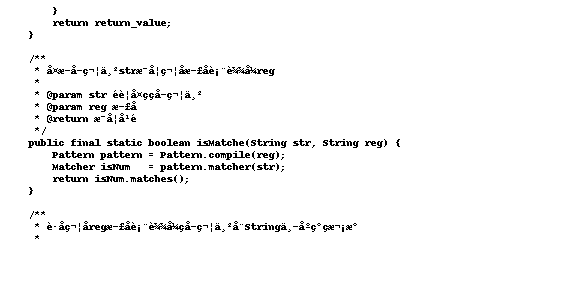 }
return return_value;
}
/**
* å¤æ­å­ç¬¦ä¸²stræ¯å¦ç¬¦åæ­£åè¡¨è¾¾å¼reg
*
* @param str éè¦å¤ççå­ç¬¦ä¸²
* @param reg æ­£å
* @return æ¯å¦å¹é
*/
public final static boolean isMatche(String str, String reg) {
Pattern pattern = Pattern.compile(reg);
Matcher isNum = pattern.matcher(str);
return isNum.matches();
}
/**
* è·åç¬¦åregæ­£åè¡¨è¾¾å¼çå­ç¬¦ä¸²å¨Stringä¸­åºç°çæ¬¡æ°
*